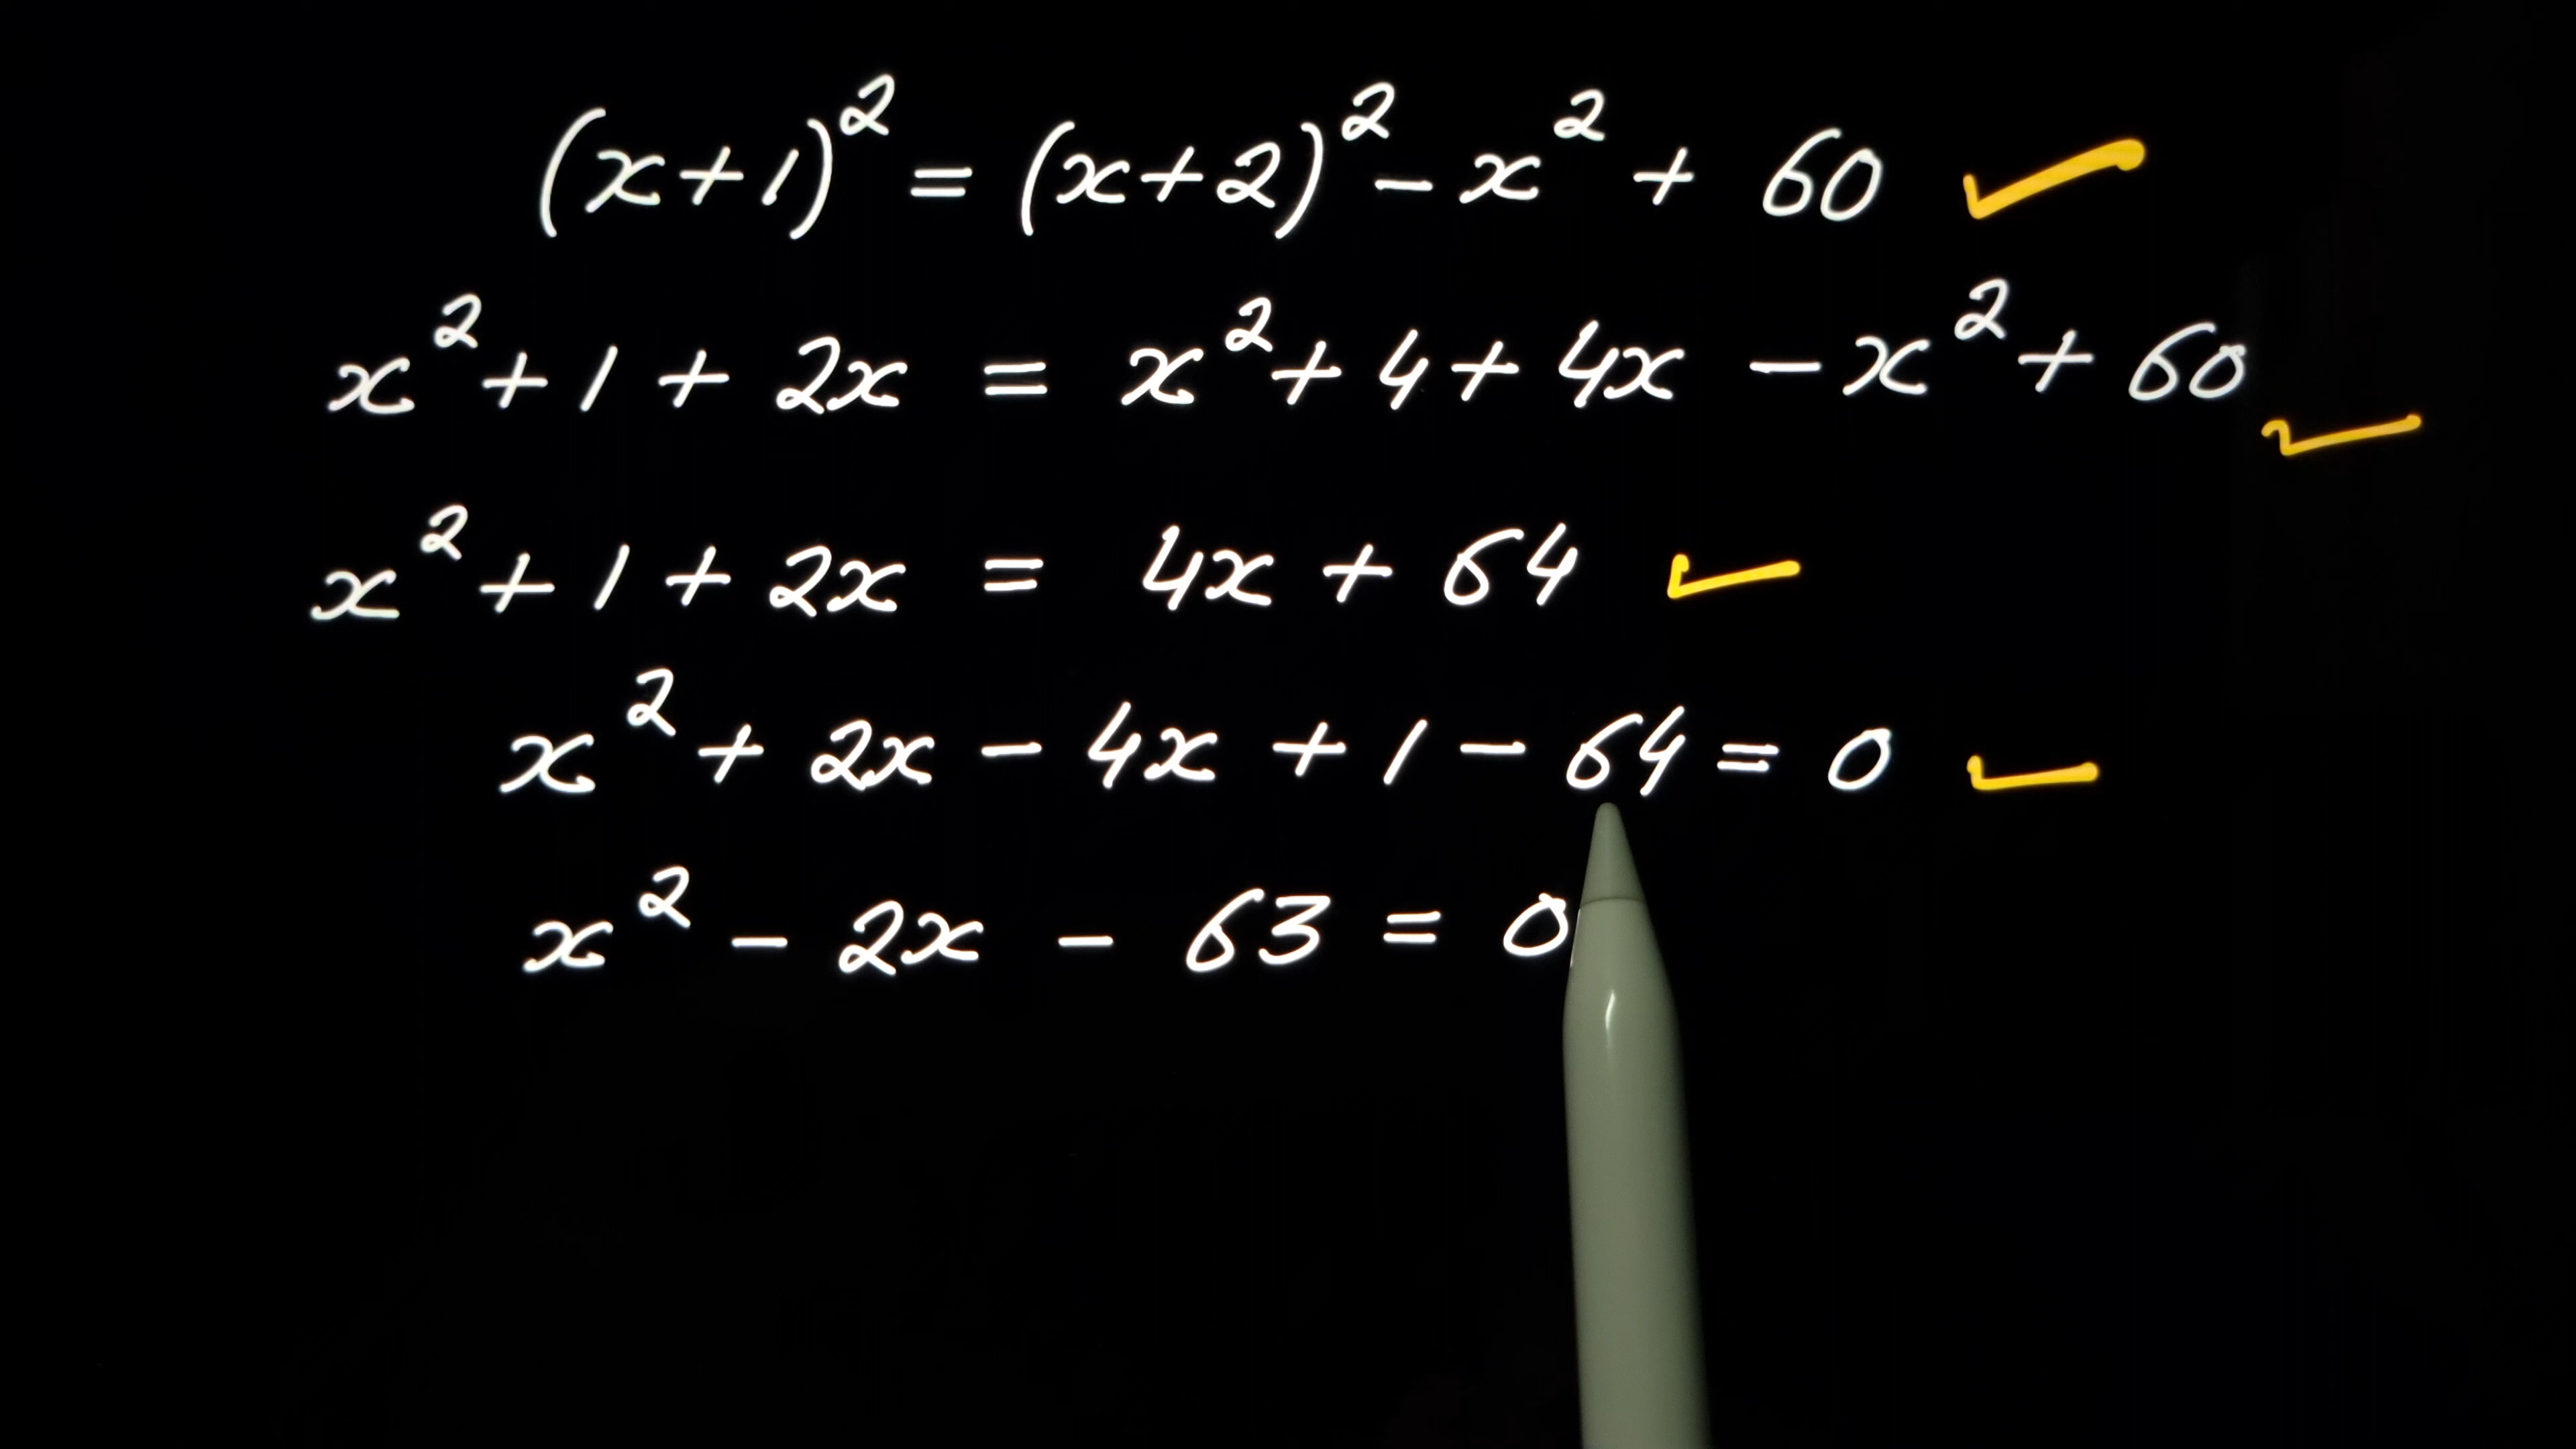 (x+1)² = (x+2)² - x² + 60 ✓
x² + 1 + 2x = x² + 4 + 4x - x² + 60 ✓
x² + 1 + 2x = 4x + 64 ✓
x² + 2x - 4x + 1 - 64 = 0 ✓
x² - 2x - 63 = 0